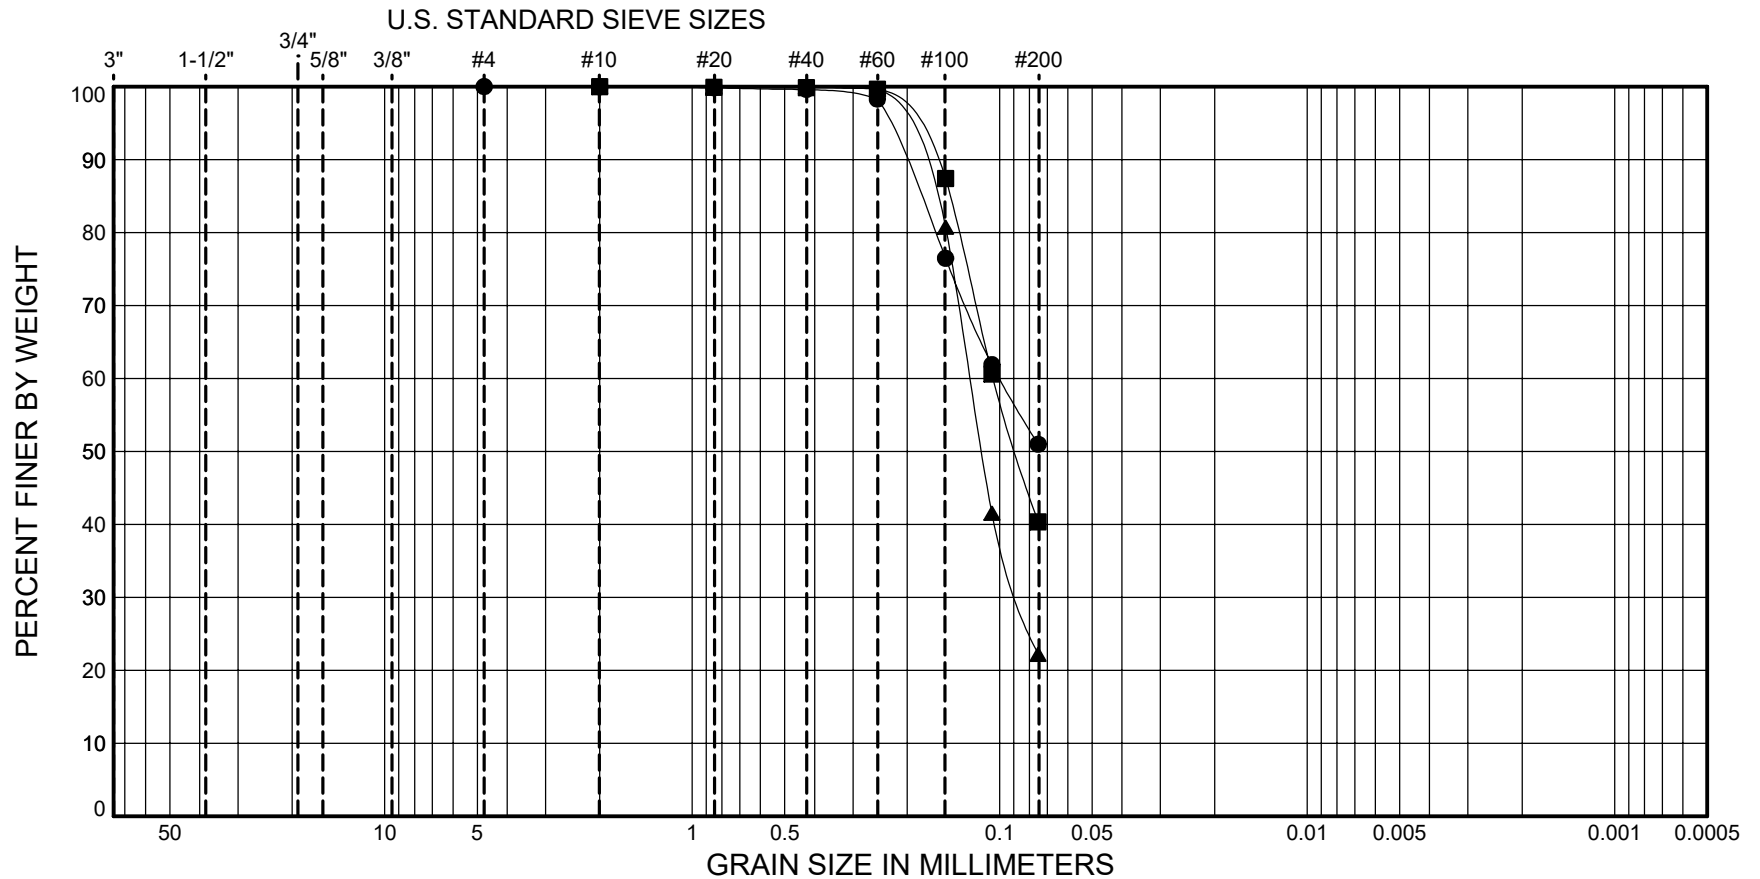 U.S. STANDARD SIEVE SIZES
3" 1-1/2" 3/4" 5/8" 3/8" #4 #10 #20 #40 #60 #100 #200
100
90
80
70
60
50
40
30
20
10
0
PERCENT FINER BY WEIGHT
50 10 5 1 0.5 0.1 0.05 0.01 0.005 0.001 0.0005
GRAIN SIZE IN MILLIMETERS